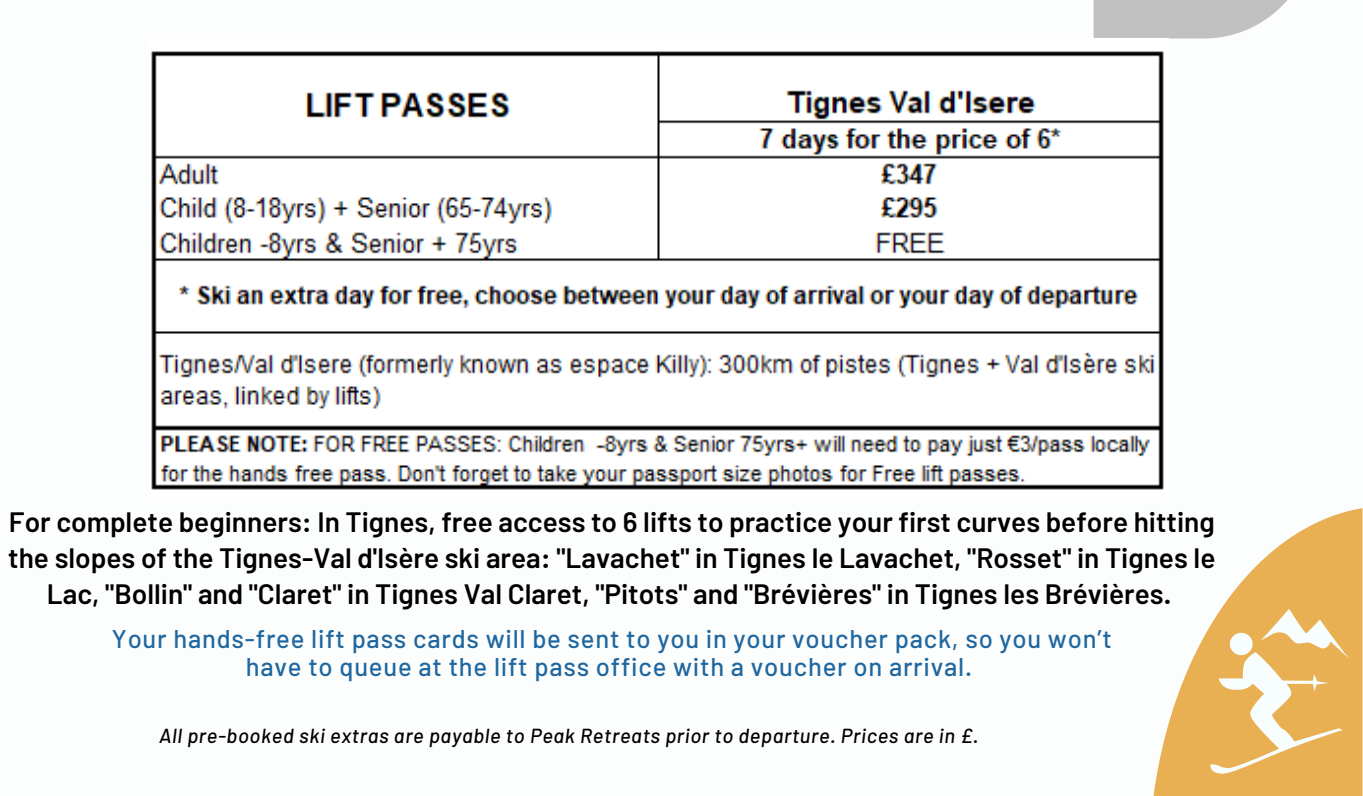 LIFT PASSES
Tignes Val d'Isere
7 days for the price of 6*
Adult
£347
Child (8-18yrs) + Senior (65-74yrs)
£295
Children -8yrs & Senior + 75yrs
FREE
* Ski an extra day for free, choose between your day of arrival or your day of departure
Tignes/Val d'Isere (formerly known as espace Killy): 300km of pistes (Tignes + Val d'Isère ski
areas, linked by lifts)
PLEASE NOTE: FOR FREE PASSES: Children -8yrs & Senior 75yrs+ will need to pay just €3/pass locally
for the hands free pass. Don't forget to take your passport size photos for Free lift passes.
For complete beginners: In Tignes, free access to 6 lifts to practice your first curves before hitting
the slopes of the Tignes-Val d'Isère ski area: "Lavachet" in Tignes le Lavachet, "Rosset" in Tignes le
Lac, "Bollin" and "Claret" in Tignes Val Claret, "Pitots" and "Brévières" in Tignes les Brévières.
Your hands-free lift pass cards will be sent to you in your voucher pack, so you won’t
have to queue at the lift pass office with a voucher on arrival.
All pre-booked ski extras are payable to Peak Retreats prior to departure. Prices are in £.